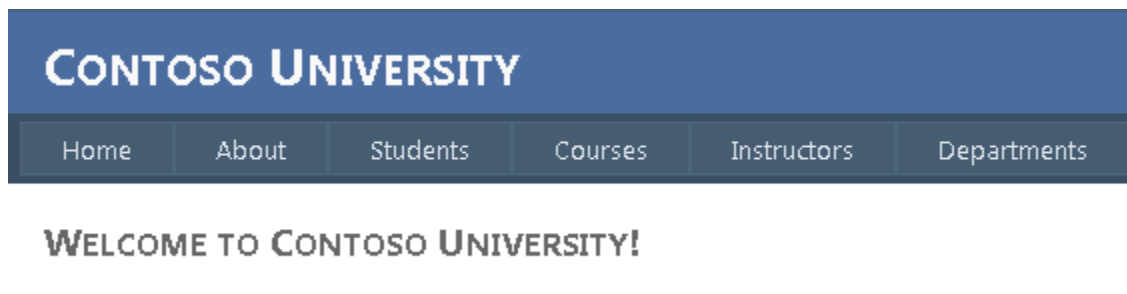 Contoso University
Home About Students Courses Instructors Departments
Welcome to Contoso University!